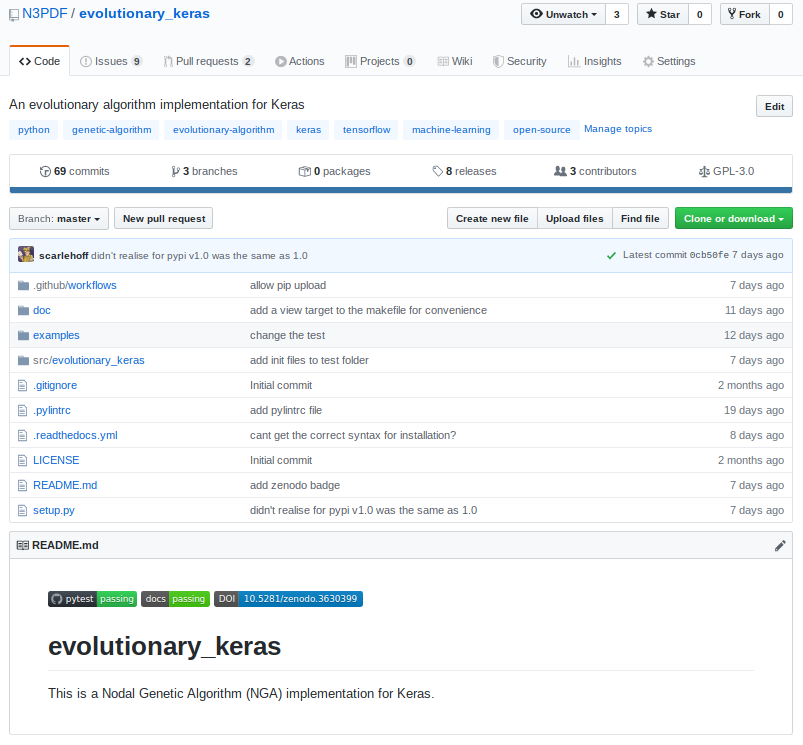 N3PDF / evolutionary_keras
Unwatch 3 Star 0 Fork 0
Code Issues 9 Pull requests 2 Actions Projects 0 Wiki Security Insights Settings
An evolutionary algorithm implementation for Keras
Edit
python genetic-algorithm evolutionary-algorithm keras tensorflow machine-learning open-source Manage topics
69 commits 3 branches 0 packages 8 releases 3 contributors GPL-3.0
Branch: master New pull request Create new file Upload files Find file Clone or download
scarlehoff didn't realise for pypi v1.0 was the same as 1.0 Latest commit 0cb50fe 7 days ago
.github/workflows allow pip upload 7 days ago
doc add a view target to the makefile for convenience 11 days ago
examples change the test 12 days ago
src/evolutionary_keras add init files to test folder 7 days ago
.gitignore Initial commit 2 months ago
.pylintrc add pylintrc file 19 days ago
.readthedocs.yml cant get the correct syntax for installation? 8 days ago
LICENSE Initial commit 2 months ago
README.md add zenodo badge 7 days ago
setup.py didn't realise for pypi v1.0 was the same as 1.0 7 days ago
README.md
pytest passing docs passing DOI 10.5281/zenodo.3630399
evolutionary_keras
This is a Nodal Genetic Algorithm (NGA) implementation for Keras.